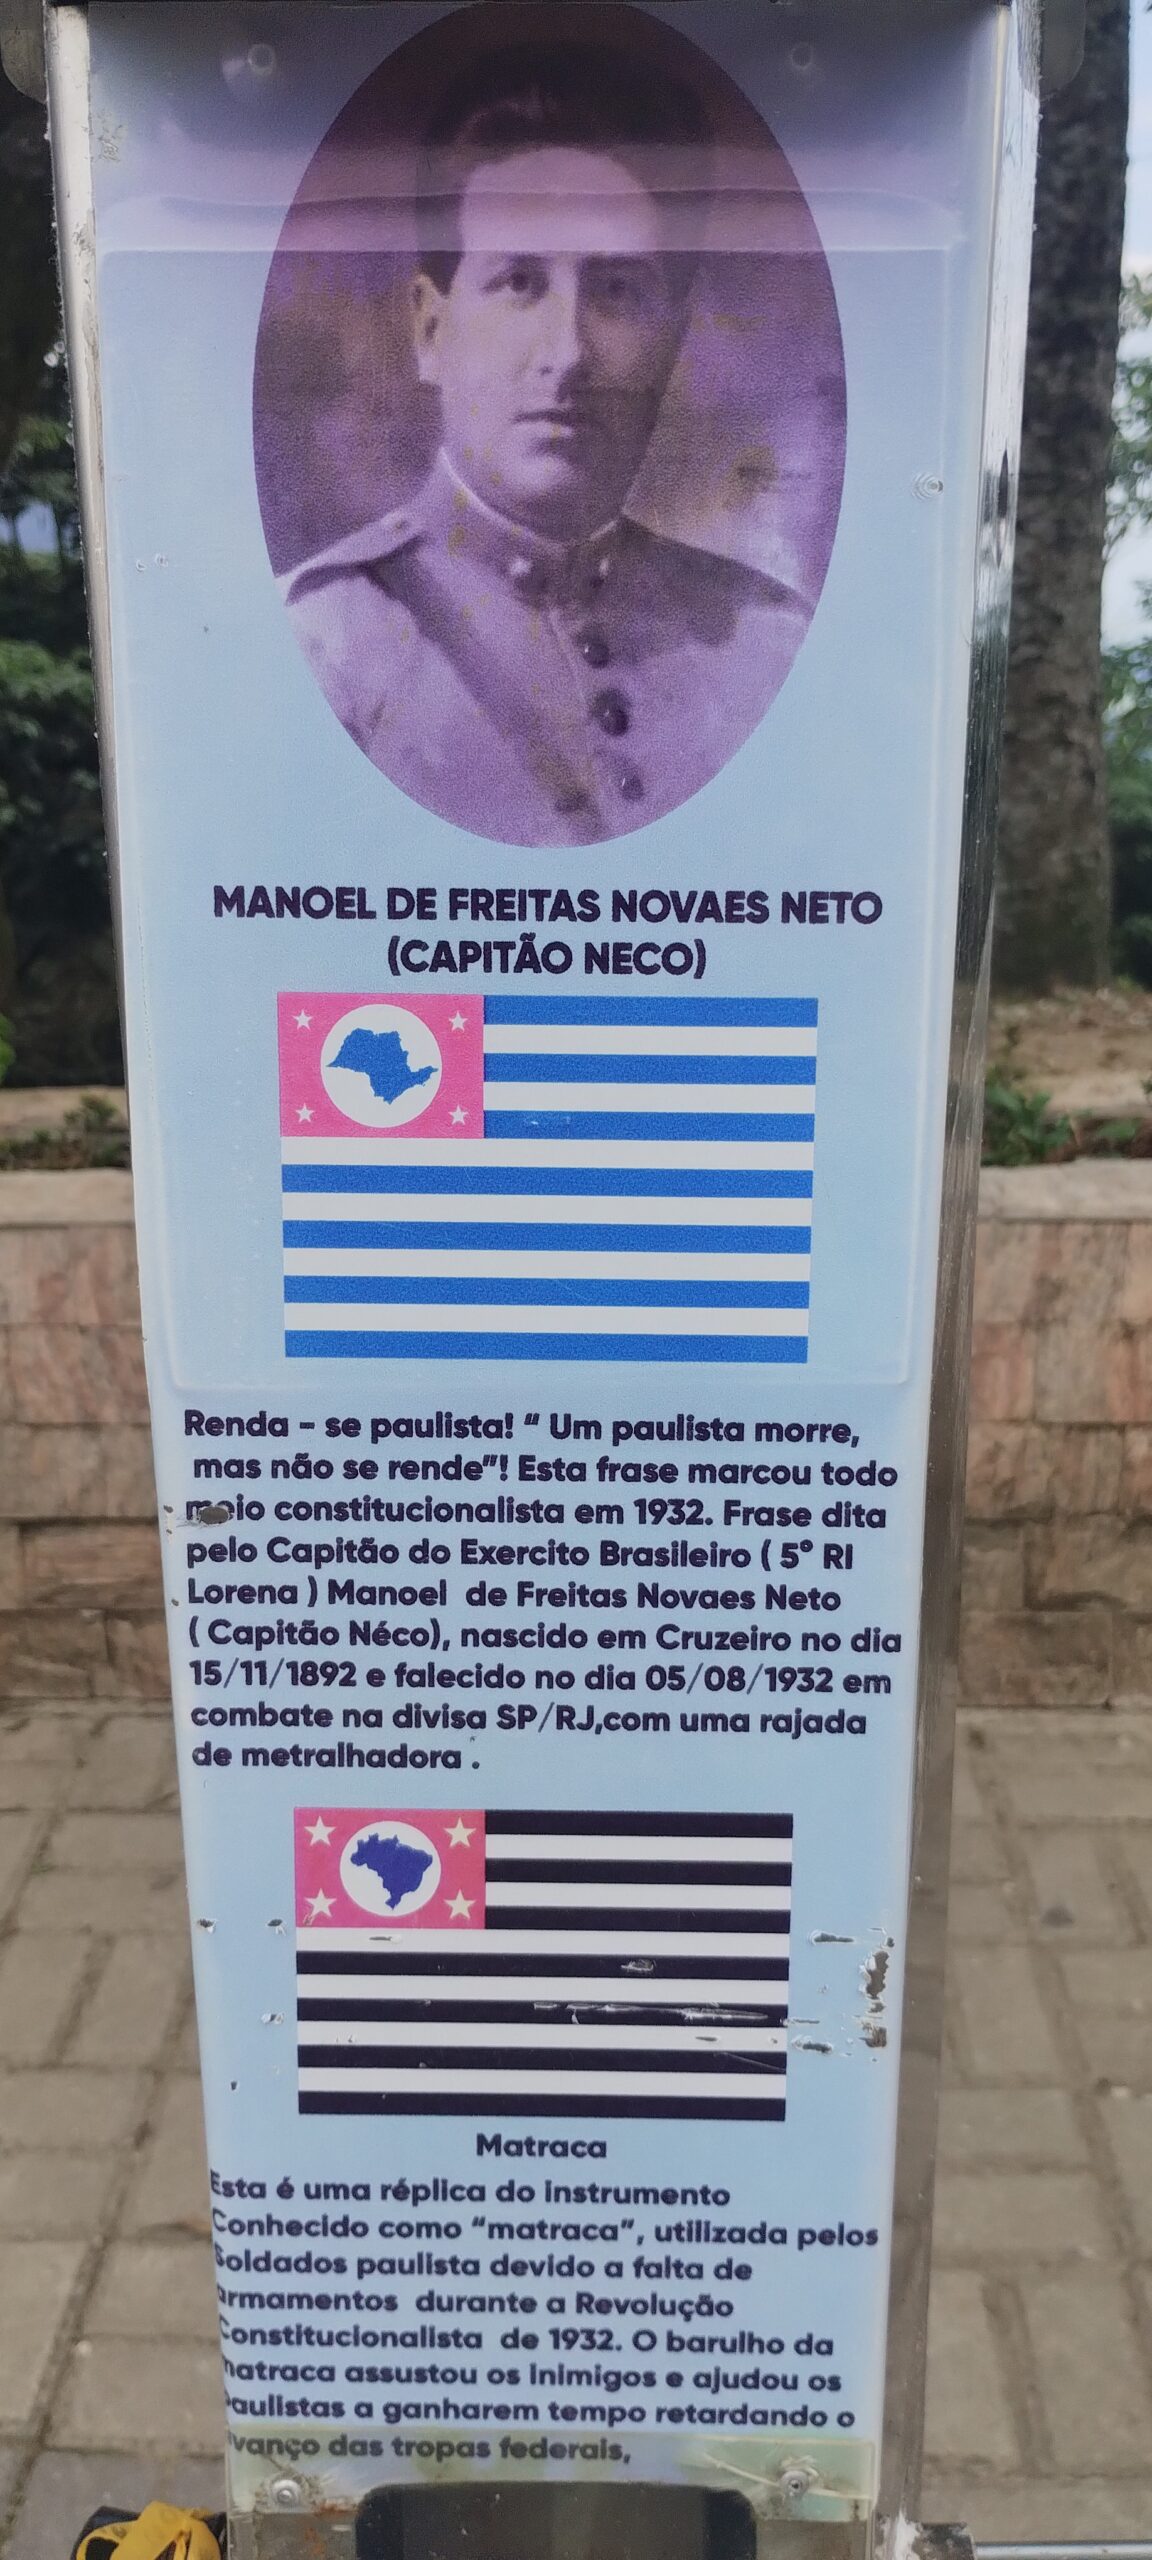 MANOEL DE FREITAS NOVAES NETO
(CAPITÃO NECO)
Renda - se paulista! “ Um paulista morre,
mas não se rende”! Esta frase marcou todo
meio constitucionalista em 1932. Frase dita
pelo Capitão do Exercito Brasileiro ( 5° RI
Lorena ) Manoel de Freitas Novaes Neto
( Capitão Néco), nascido em Cruzeiro no dia
15/11/1892 e falecido no dia 05/08/1932 em
combate na divisa SP/RJ,com uma rajada
de metralhadora .
Matraca
Esta é uma réplica do instrumento
Conhecido como “matraca”, utilizada pelos
Soldados paulista devido a falta de
armamentos durante a Revolução
Constitucionalista de 1932. O barulho da
matraca assustou os inimigos e ajudou os
Paulistas a ganharem tempo retardando o
avanço das tropas federais,